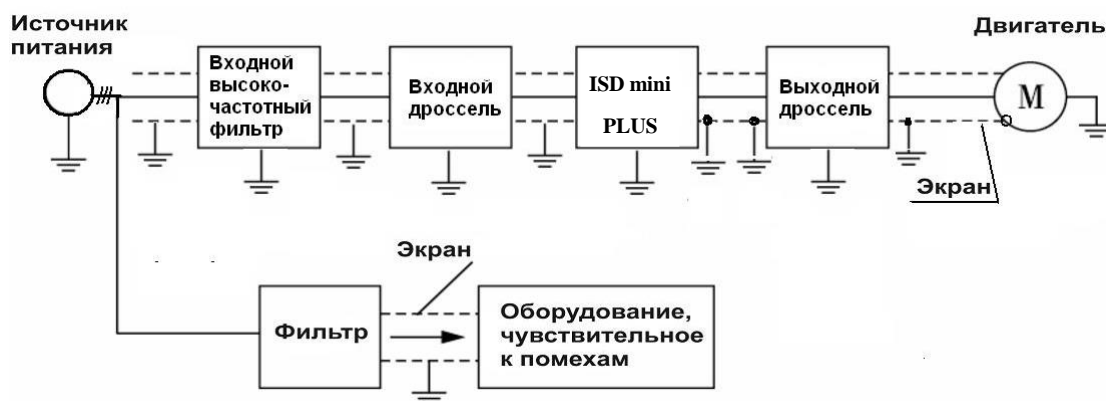 Источник
питания
Входной
высоко-
частотный
фильтр
Входной
дроссель
ISD mini
PLUS
Выходной
дроссель
Двигатель
М
Экран
Экран
Фильтр
Оборудование,
чувствительное
к помехам